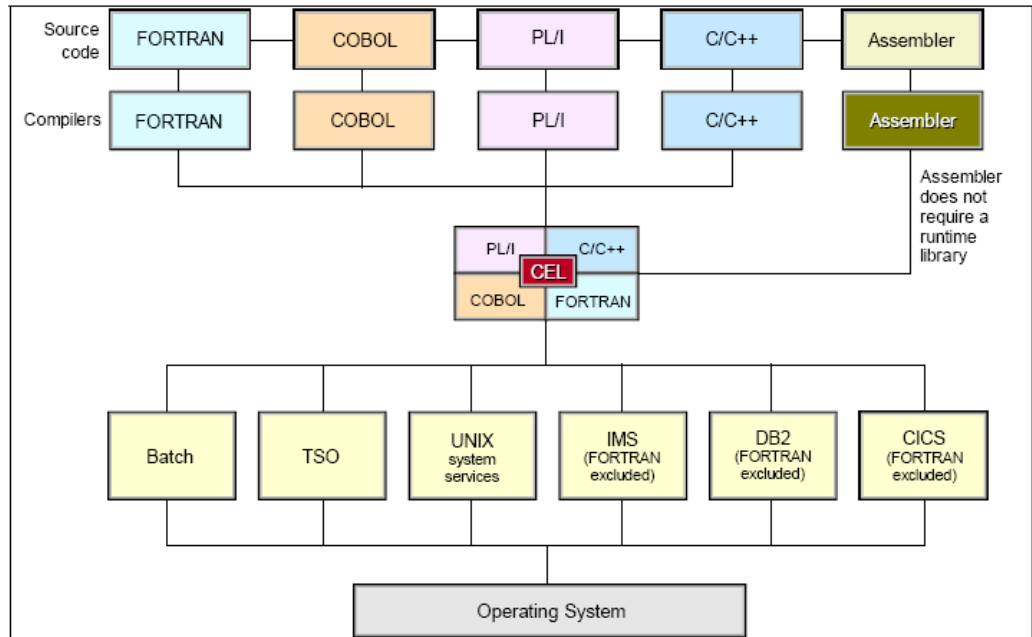 Source
code
FORTRAN
COBOL
PL/I
C/C++
Assembler
Compilers
FORTRAN
COBOL
PL/I
C/C++
Assembler
Assembler
does not
require a
runtime
library
PL/I
C/C++
CEL
COBOL
FORTRAN
Batch
TSO
UNIX
system
services
IMS
(FORTRAN
excluded)
DB2
(FORTRAN
excluded)
CICS
(FORTRAN
excluded)
Operating System